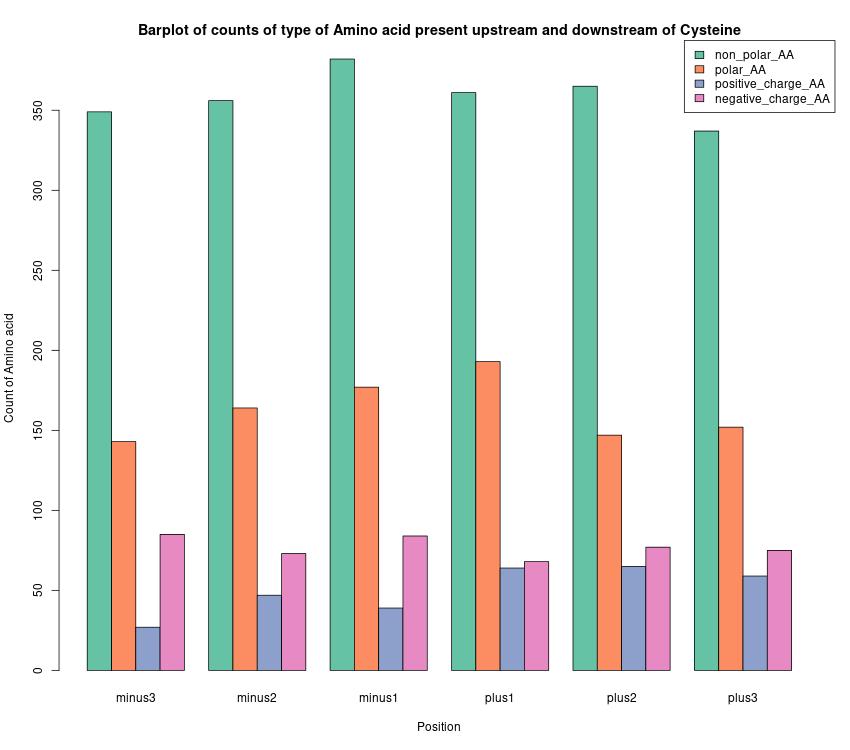 Barplot of counts of type of Amino acid present upstream and downstream of Cysteine
non_polar_AA
polar_AA
positive_charge_AA
negative_charge_AA
Count of Amino acid
350
300
250
200
150
100
50
0
minus3 minus2 minus1 plus1 plus2 plus3
Position